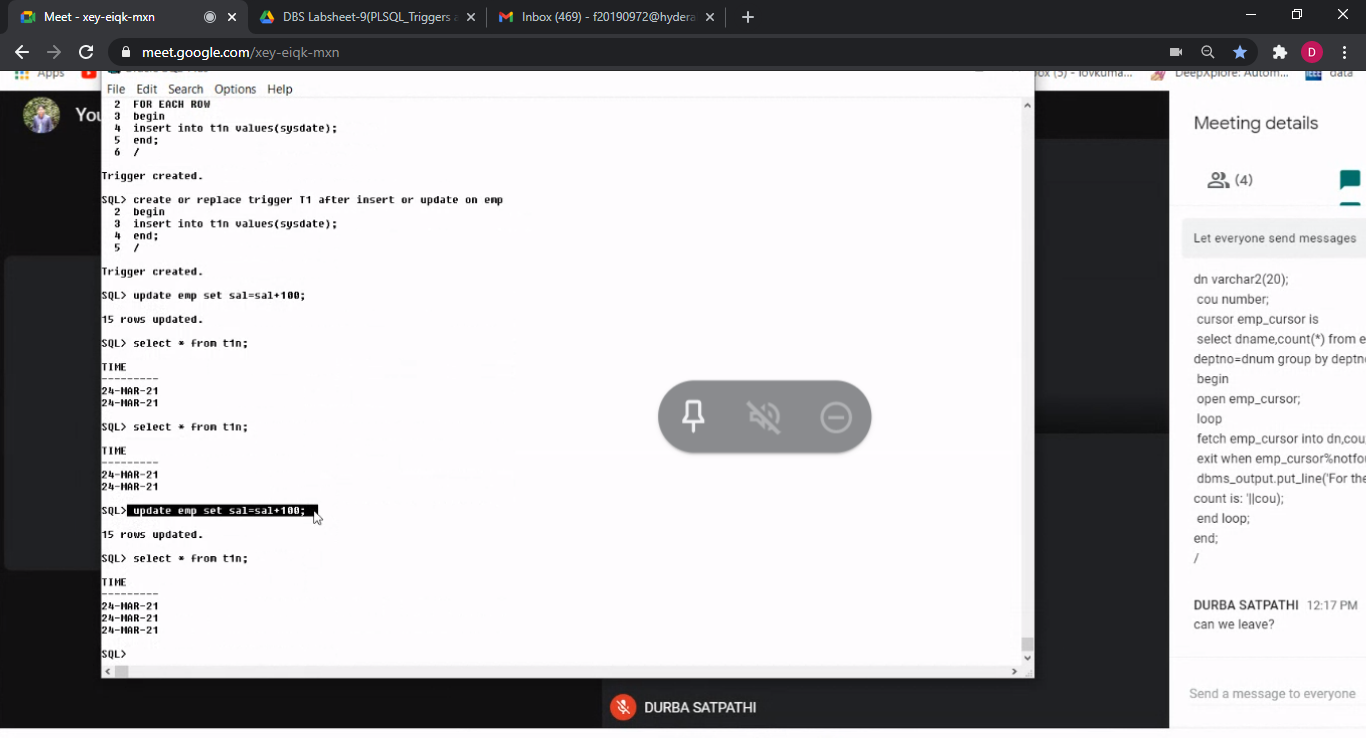 Meet - xey-eiqk-mxn
DBS Labsheet-9(PLSQL_Triggers a
Inbox (469) - f20190972@hydera
meet.google.com/xey-eiqk-mxn
D
Apps
data
You
File Edit Search Options Help
2 FOR EACH ROW
3 begin
4 insert into t1n values(sysdate);
5 end;
6 /
Trigger created.
SQL> create or replace trigger T1 after insert or update on emp
2 begin
3 insert into t1n values(sysdate);
4 end;
5 /
Trigger created.
SQL> update emp set sal=sal+100;
15 rows updated.
SQL> select * from t1n;
TIME
---------
24-MAR-21
24-MAR-21
SQL> select * from t1n;
TIME
---------
24-MAR-21
24-MAR-21
SQL> update emp set sal=sal+100;
15 rows updated.
SQL> select * from t1n;
TIME
---------
24-MAR-21
24-MAR-21
24-MAR-21
SQL>
DURBA SATPATHI
Meeting details
(4)
Let everyone send messages
dn varchar2(20);
cou number;
cursor emp_cursor is
select dname,count(*) from e
deptno=dnum group by deptn
begin
open emp_cursor;
loop
fetch emp_cursor into dn,cou
exit when emp_cursor%notfo
dbms_output.put_line('For the
count is: '||cou);
end loop;
end;
/
DURBA SATPATHI 12:17 PM
can we leave?
Send a message to everyone